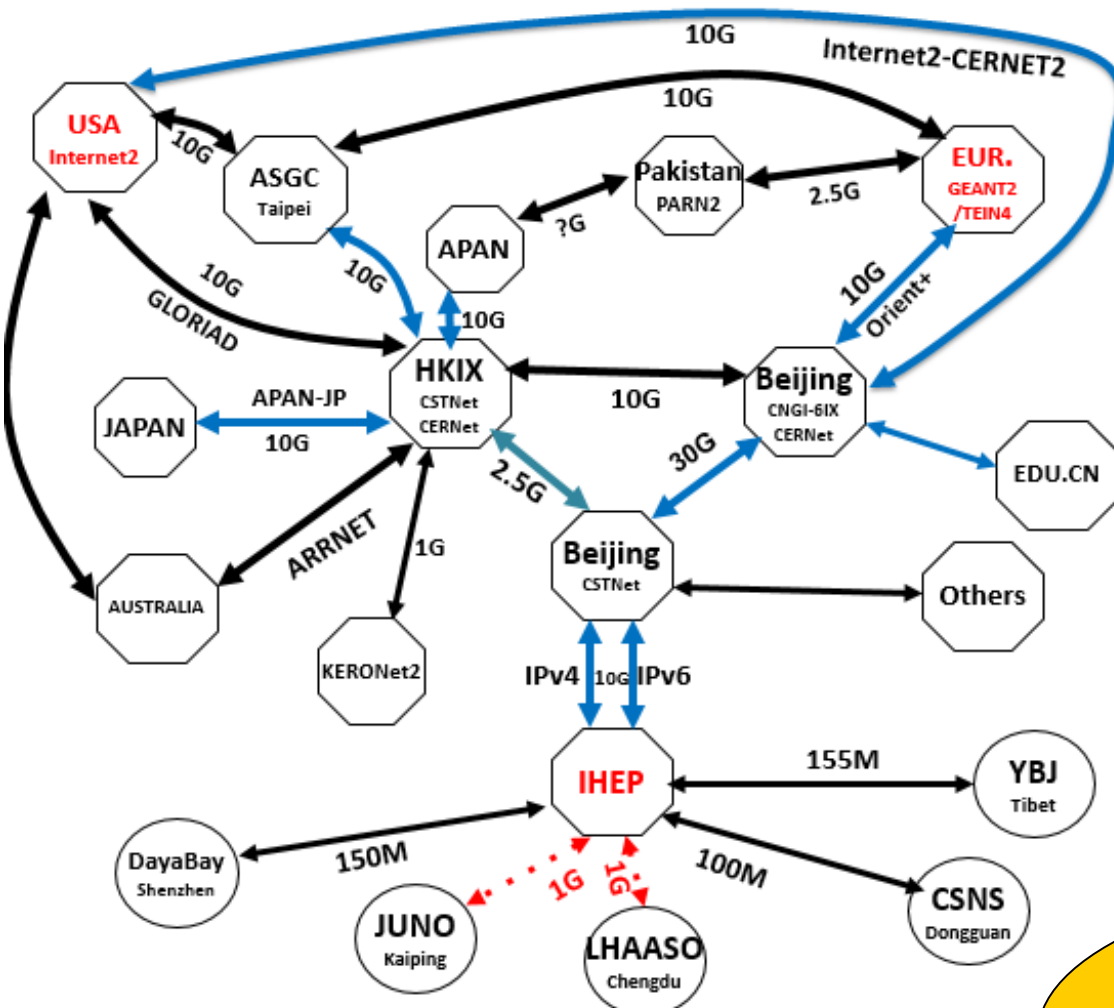 10G
Internet2-CERNET2
10G
USA
Internet2
10G
ASGC
Taipei
Pakistan
PARN2
2.5G
EUR.
GEANT2
/TEIN4
APAN
?G
10G
10G
GLORIAD
10G
10G
Orient+
HKIX
CSTNet
CERNet
10G
Beijing
CNGI-6IX
CERNet
JAPAN
APAN-JP
10G
2.5G
30G
EDU.CN
ARRNET
1G
Beijing
CSTNet
Others
AUSTRALIA
KERONet2
IPv4
10G
IPv6
IHEP
155M
YBJ
Tibet
DayaBay
Shenzhen
150M
1G
1G
100M
CSNS
Dongguan
JUNO
Kaiping
LHAASO
Chengdu